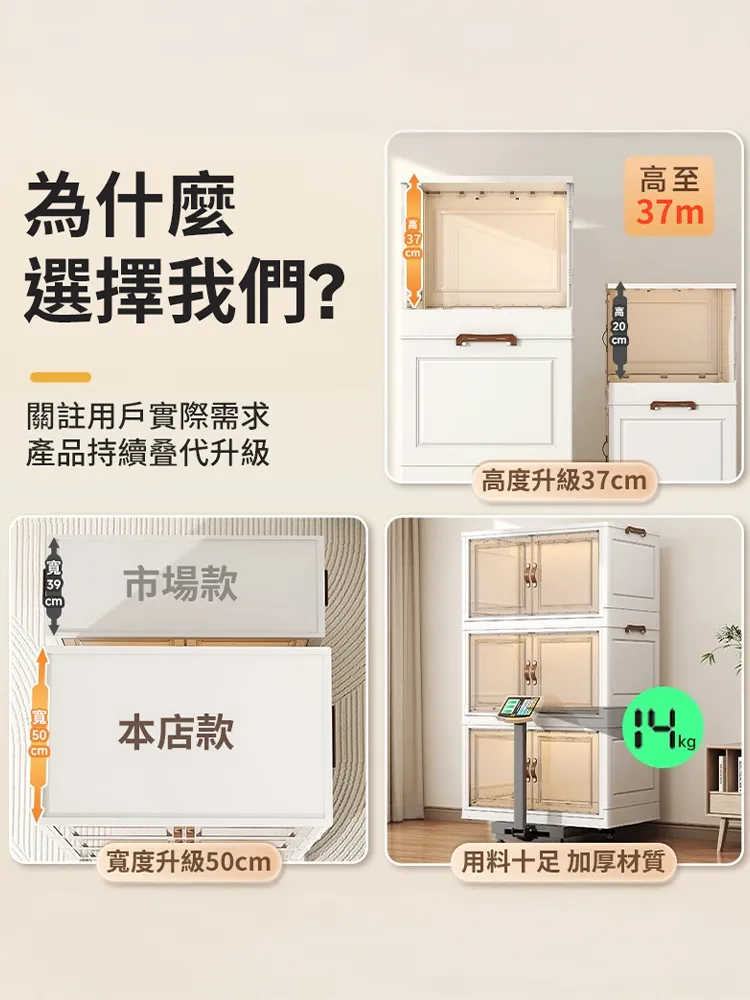 為什麼
選擇我們?
關註用戶實際需求
產品持續叠代升級
高至
37m
高
37
cm
高
20
cm
高度升級37cm
寬
39
cm
市場款
寬
50
cm
本店款
寬度升級50cm
14kg
用料十足 加厚材質